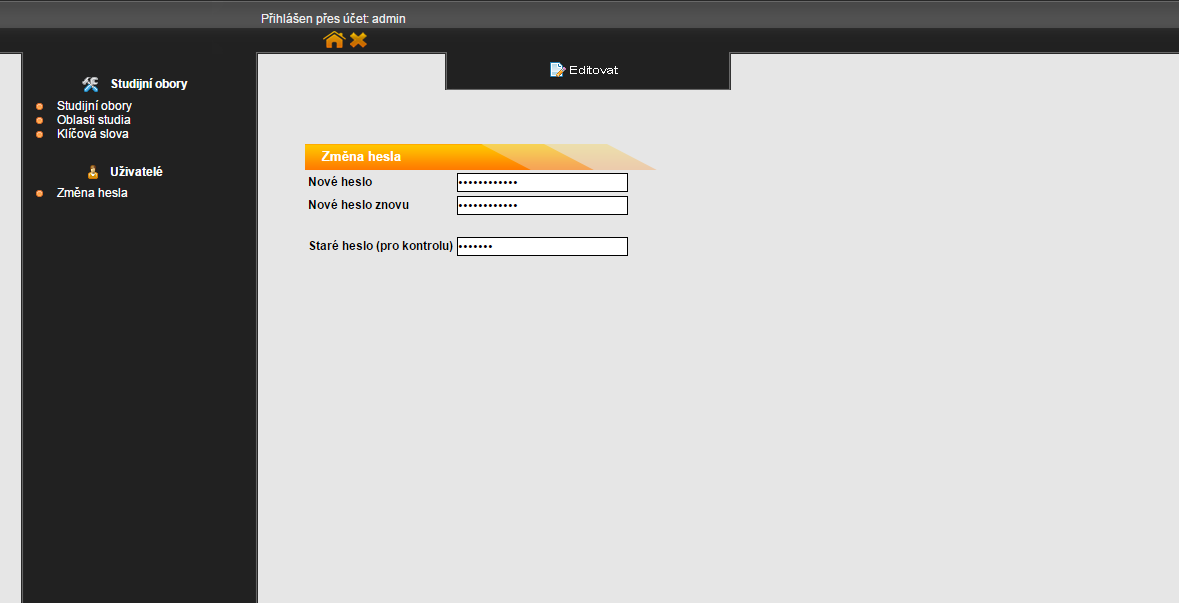 Přihlášen přes účet: admin
Editovat
Studijní obory
Studijní obory
Oblasti studia
Klíčová slova
Uživatelé
Změna hesla
Změna hesla
Nové heslo ••••••••••••
Nové heslo znovu ••••••••••••
Staré heslo (pro kontrolu) •••••••